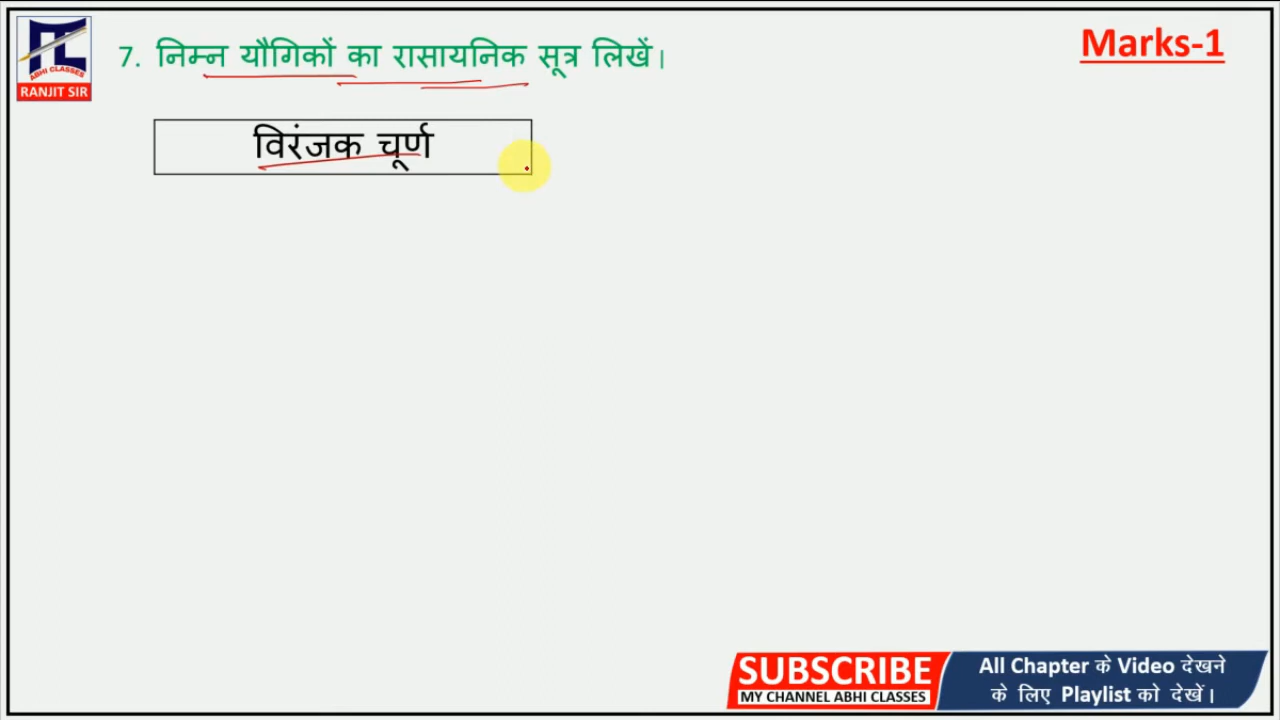 7. निम्न यौगिकों का रासायनिक सूत्र लिखें।
Marks-1
ABHI CLASSES
RANJIT SIR
विरंजक चूर्ण
SUBSCRIBE
MY CHANNEL ABHI CLASSES
All Chapter के Video देखने
के लिए Playlist को देखें।